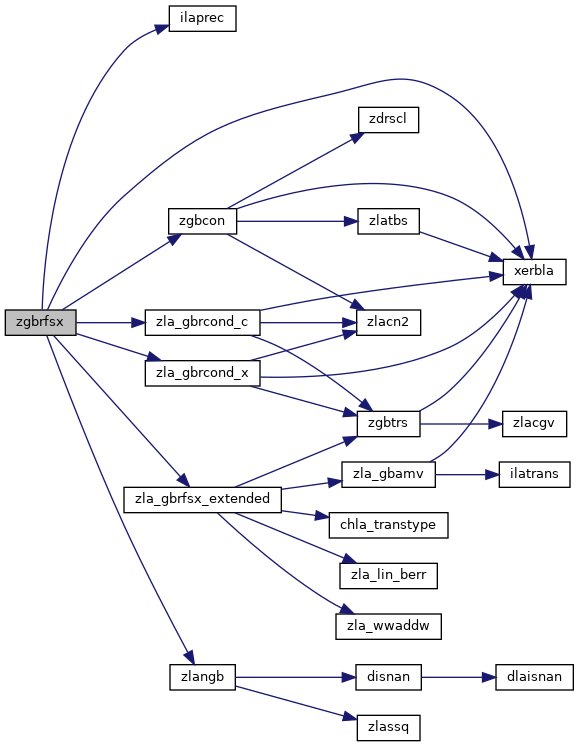 ilaprec
zdrscl
zgbcon
zlatbs
xerbla
zgbrfsx
zla_gbrcond_c
zlacn2
zla_gbrcond_x
zgbtrs
zlacgv
zla_gbamv
ilatrans
zla_gbrfsx_extended
chla_transtype
zla_lin_berr
zla_wwaddw
zlangb
disnan
dlaisnan
zlassq